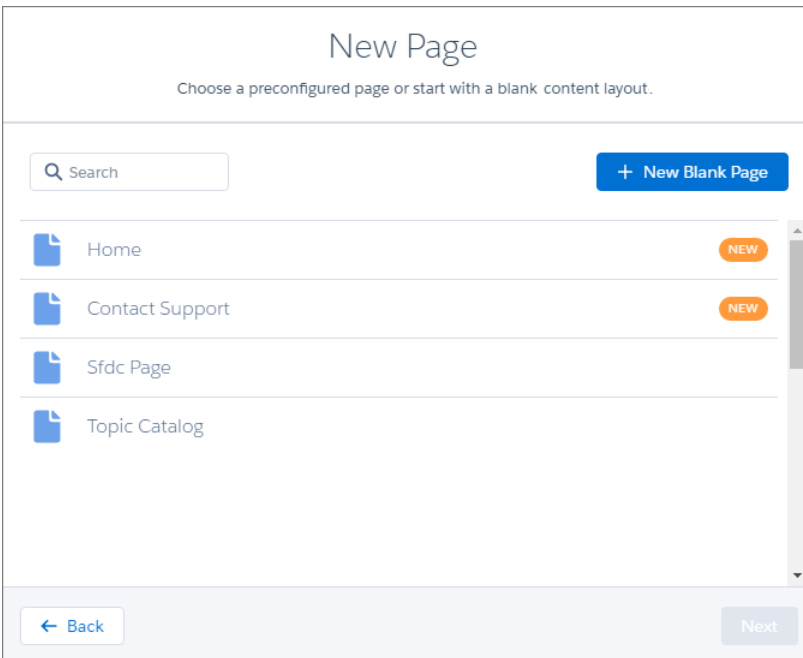 New Page
Choose a preconfigured page or start with a blank content layout.
Search
+ New Blank Page
Home
NEW
Contact Support
NEW
Sfdc Page
Topic Catalog
Back
Next